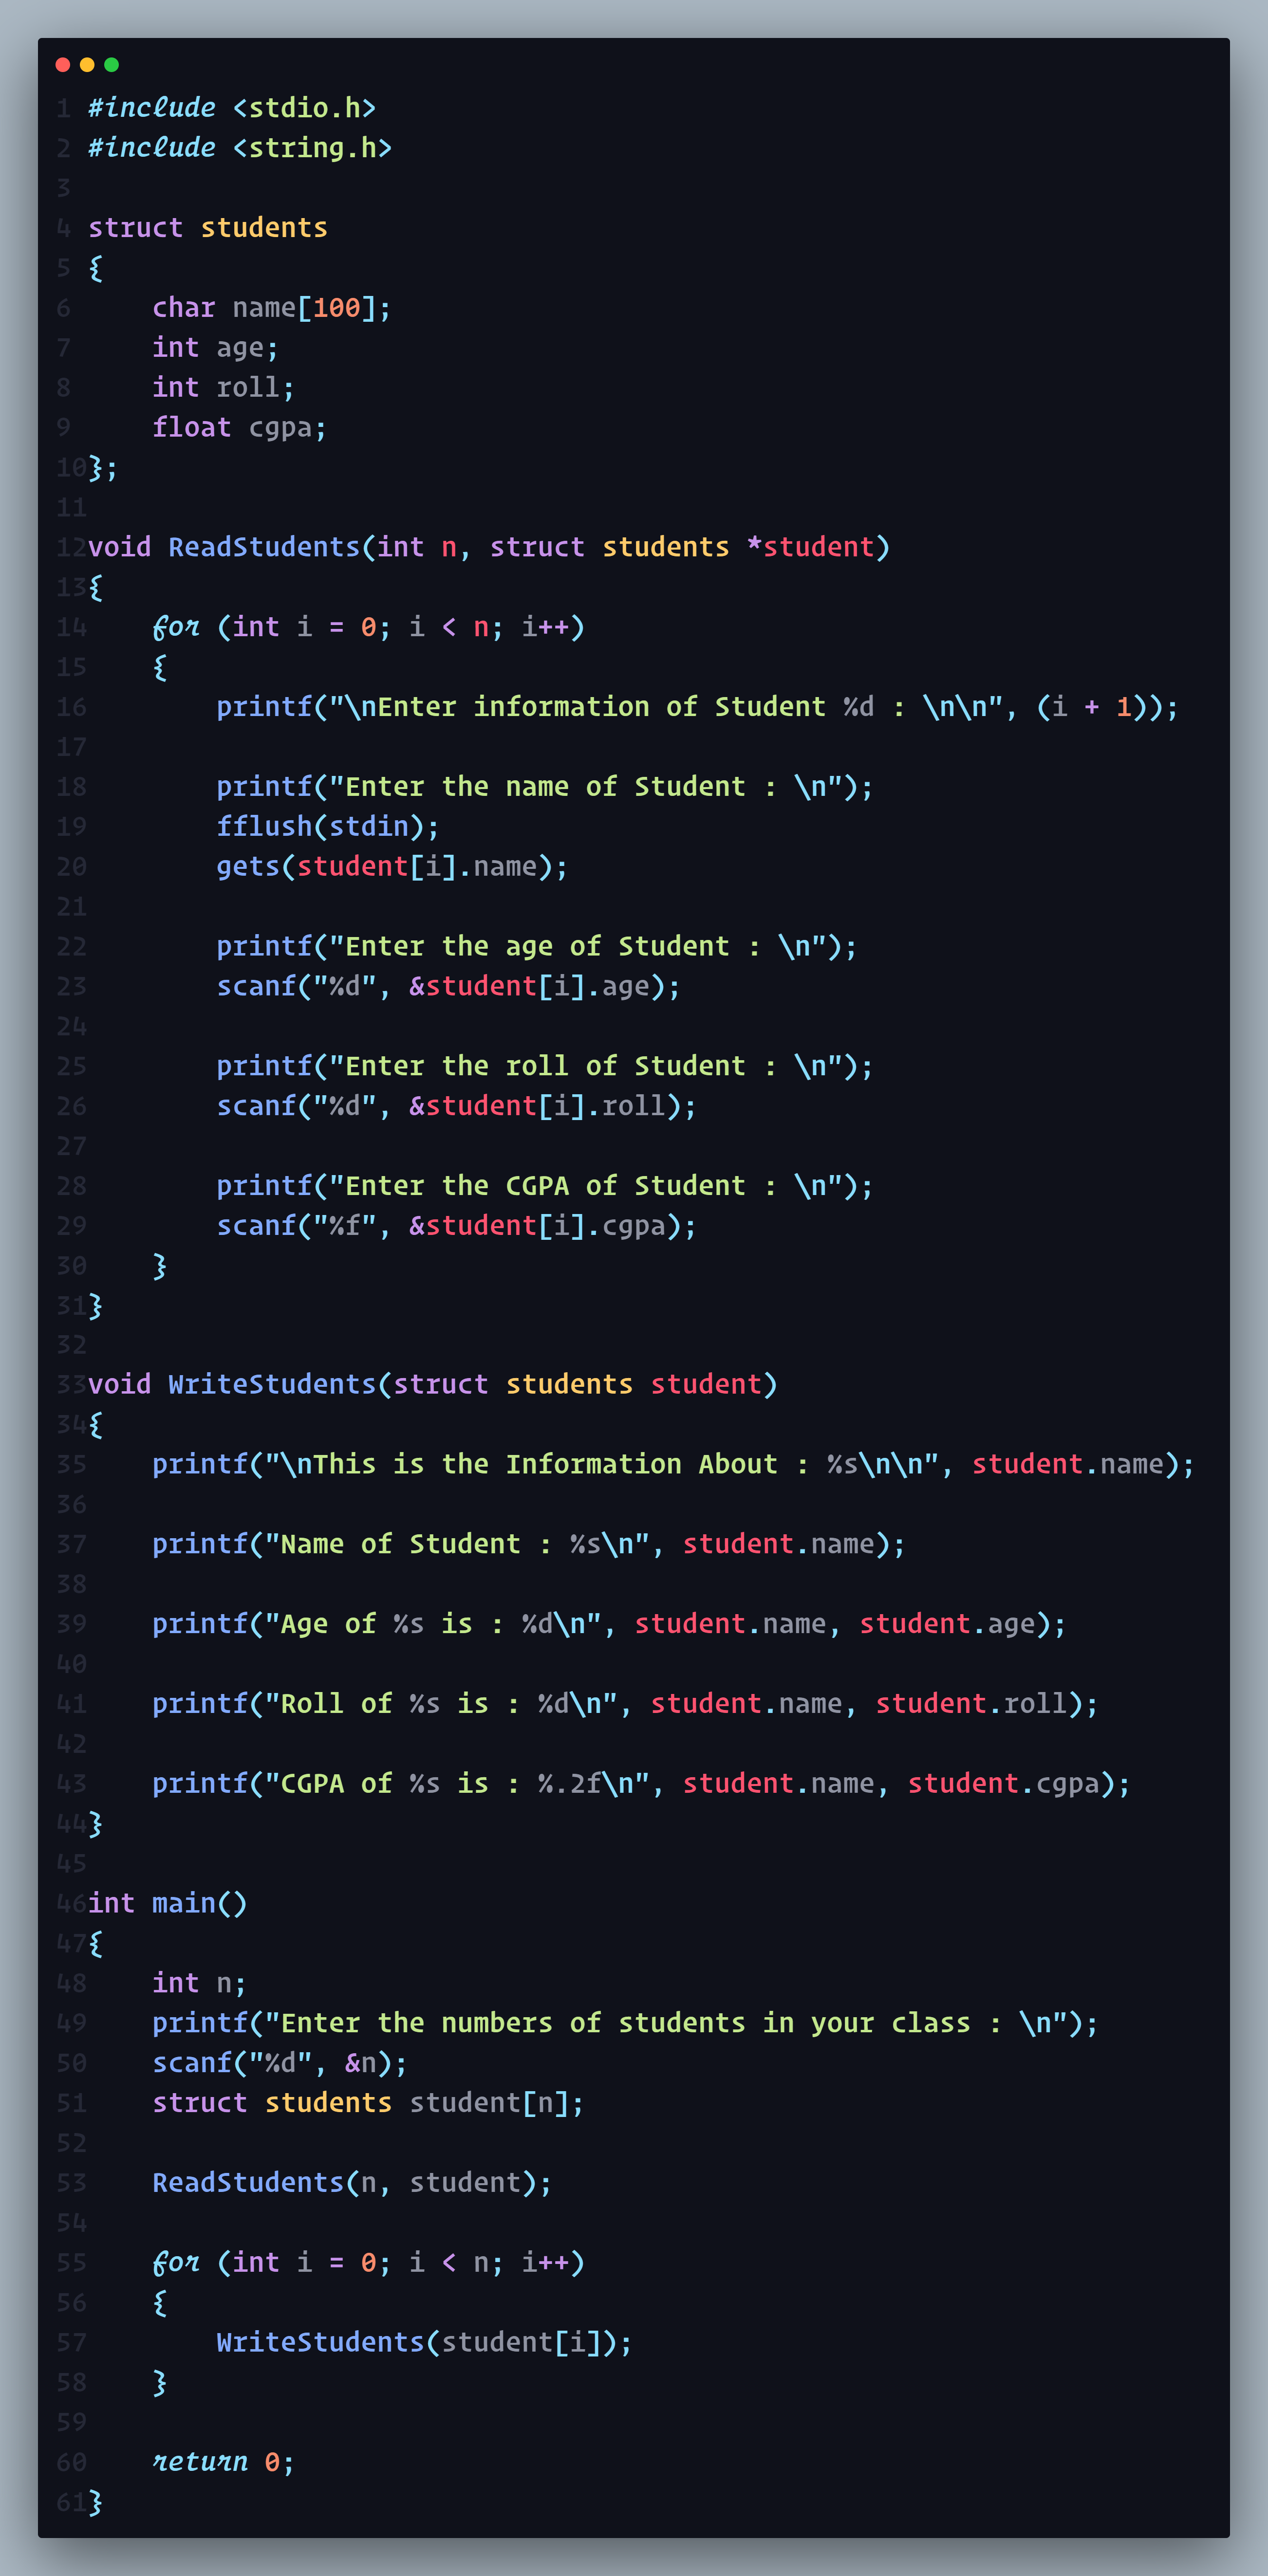 1 #include <stdio.h>
2 #include <string.h>
3
4 struct students
5 {
6     char name[100];
7     int age;
8     int roll;
9     float cgpa;
10};
11
12void ReadStudents(int n, struct students *student)
13{
14    for (int i = 0; i < n; i++)
15    {
16        printf("\nEnter information of Student %d : \n\n", (i + 1));
17
18        printf("Enter the name of Student : \n");
19        fflush(stdin);
20        gets(student[i].name);
21
22        printf("Enter the age of Student : \n");
23        scanf("%d", &student[i].age);
24
25        printf("Enter the roll of Student : \n");
26        scanf("%d", &student[i].roll);
27
28        printf("Enter the CGPA of Student : \n");
29        scanf("%f", &student[i].cgpa);
30    }
31}
32
33void WriteStudents(struct students student)
34{
35    printf("\nThis is the Information About : %s\n\n", student.name);
36
37    printf("Name of Student : %s\n", student.name);
38
39    printf("Age of %s is : %d\n", student.name, student.age);
40
41    printf("Roll of %s is : %d\n", student.name, student.roll);
42
43    printf("CGPA of %s is : %.2f\n", student.name, student.cgpa);
44}
45
46int main()
47{
48    int n;
49    printf("Enter the numbers of students in your class : \n");
50    scanf("%d", &n);
51    struct students student[n];
52
53    ReadStudents(n, student);
54
55    for (int i = 0; i < n; i++)
56    {
57        WriteStudents(student[i]);
58    }
59
60    return 0;
61}